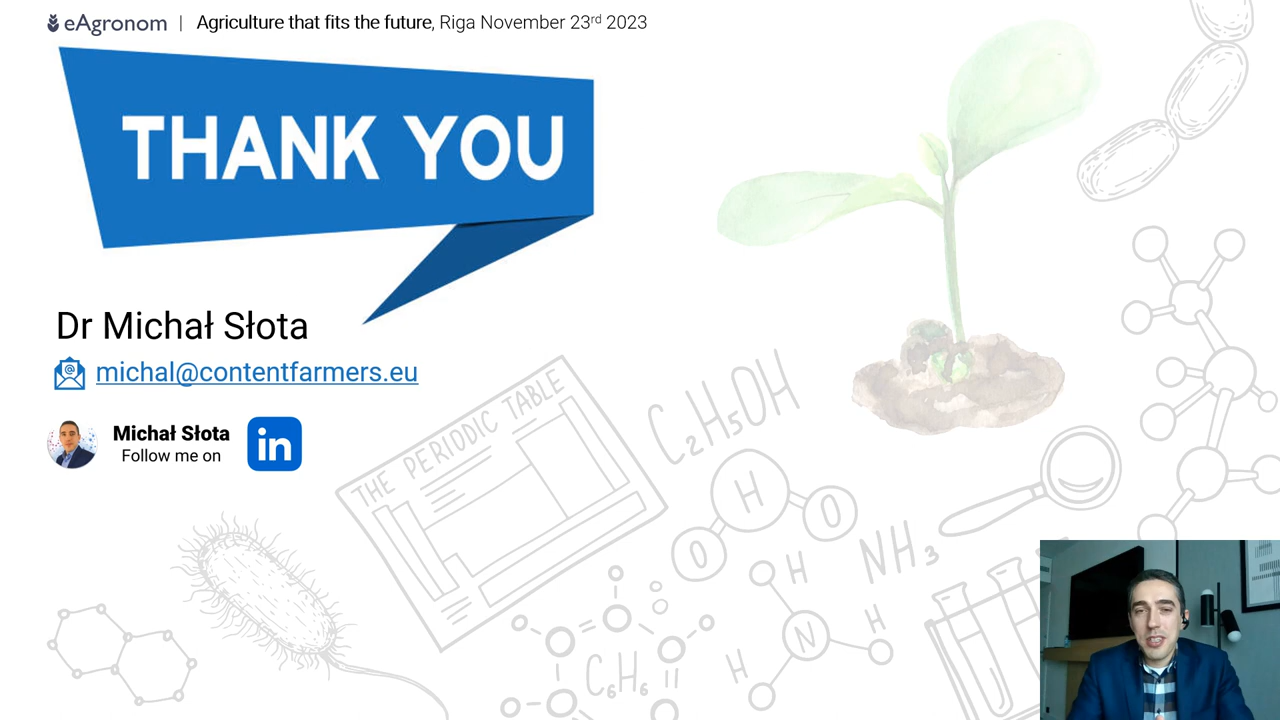 eAgronom | Agriculture that fits the future, Riga November 23rd 2023
THANK YOU
Dr Michał Słota
@ michal@contentfarmers.eu
Michał Słota
Follow me on
in
THE PERIODIC TABLE
C₂H₅OH
H
O
O
NH₃
H
N
H
H
C₆H₆